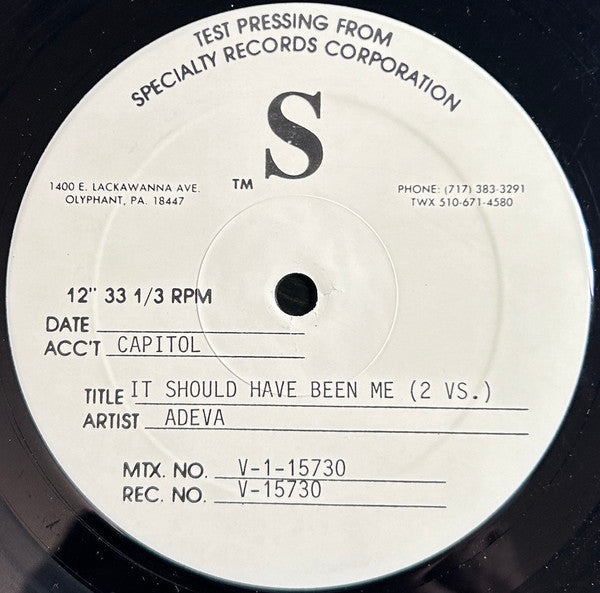 TEST PRESSING FROM
SPECIALTY RECORDS CORPORATION
S
TM
1400 E. LACKAWANNA AVE.
OLYPHANT, PA. 18447
PHONE: (717) 383-3291
TWX 510-671-4580
12" 33 1/3 RPM
DATE
ACC'T CAPITOL
TITLE IT SHOULD HAVE BEEN ME (2 VS.)
ARTIST ADEVA
MTX. NO. V-1-15730
REC. NO. V-15730